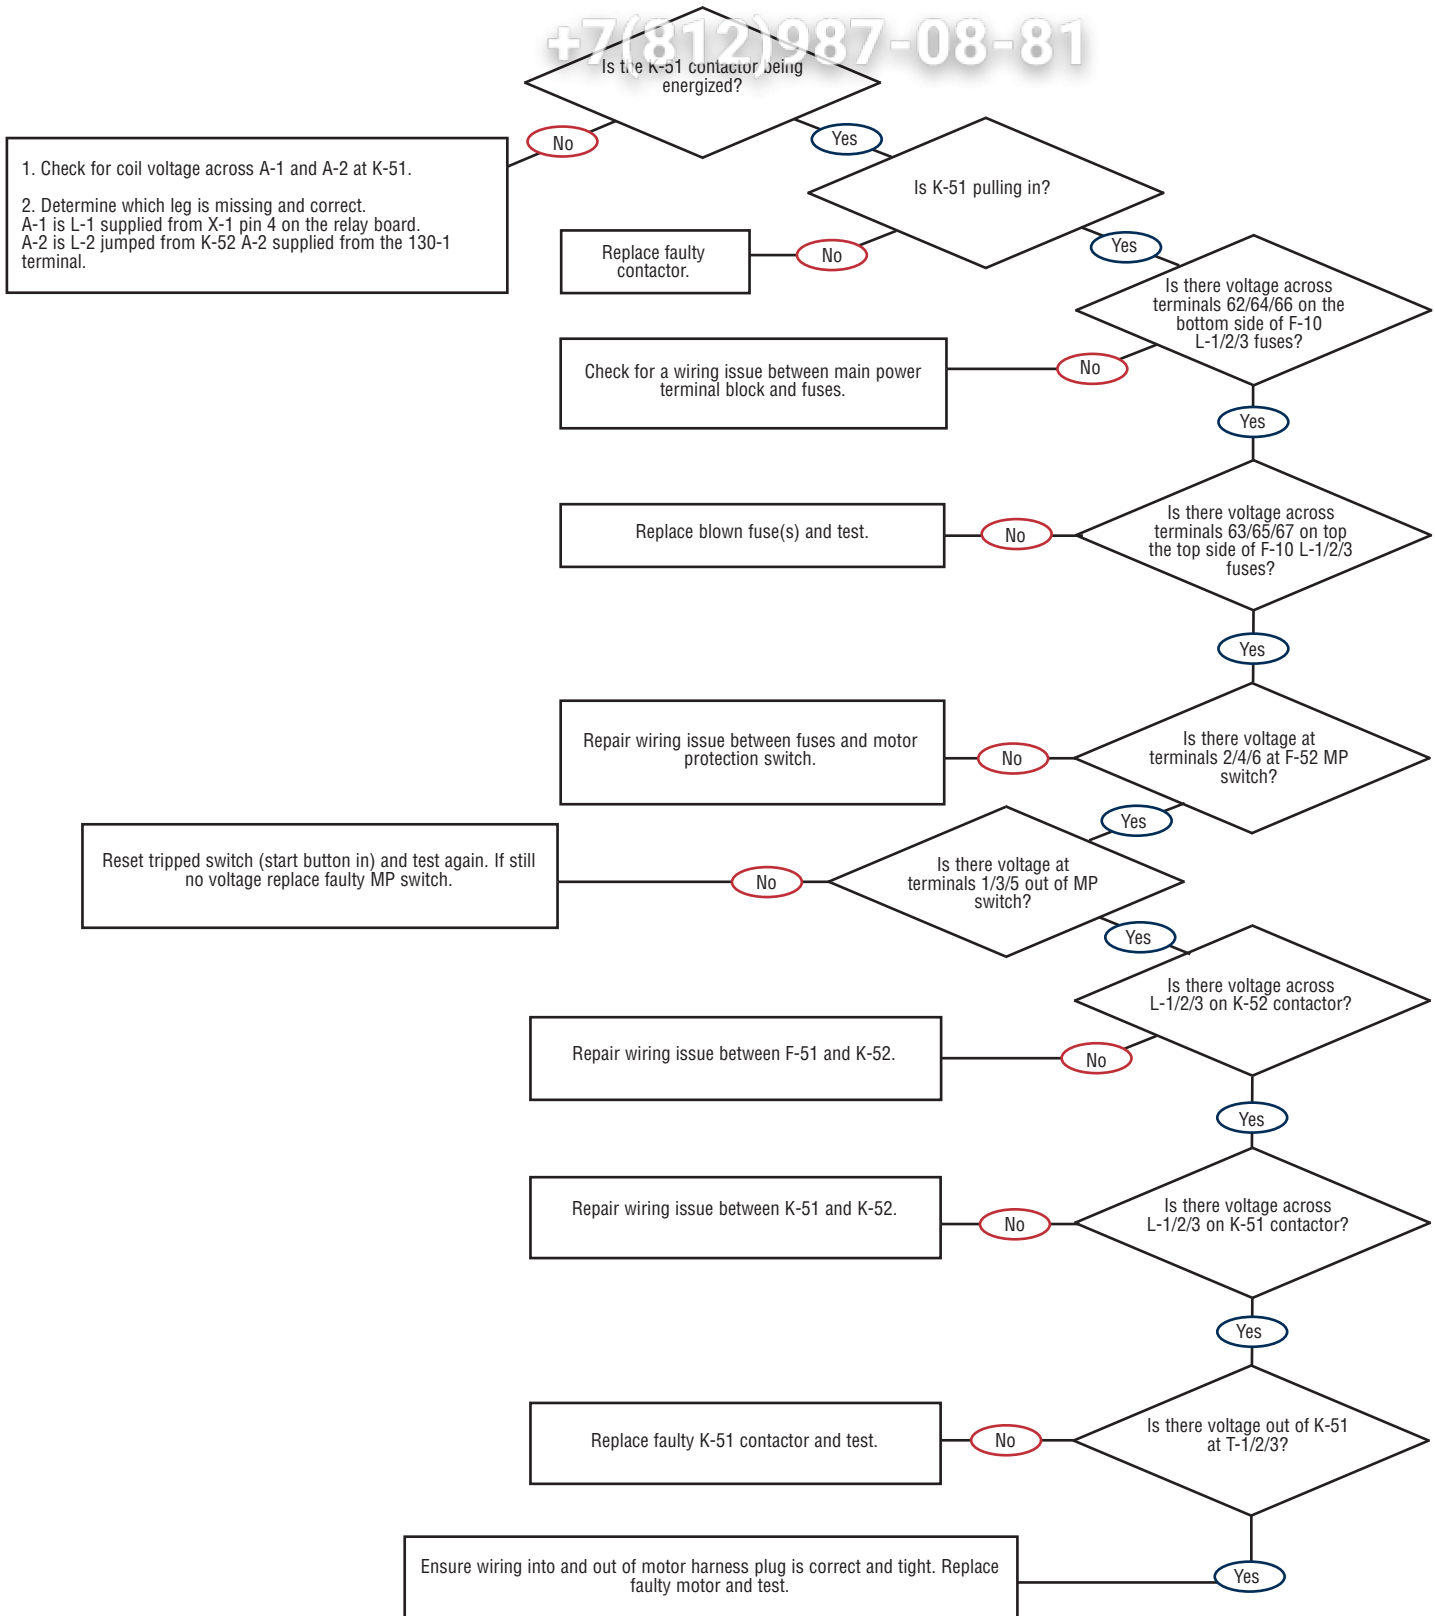 +7(812)987-08-81
Is the K-51 contactor being
energized?
No
Yes
1. Check for coil voltage across A-1 and A-2 at K-51.
2. Determine which leg is missing and correct.
A-1 is L-1 supplied from X-1 pin 4 on the relay board.
A-2 is L-2 jumped from K-52 A-2 supplied from the 130-1
terminal.
Is K-51 pulling in?
Replace faulty
contactor.
No
Yes
Is there voltage across
terminals 62/64/66 on the
bottom side of F-10
L-1/2/3 fuses?
Check for a wiring issue between main power
terminal block and fuses.
No
Yes
Is there voltage across
terminals 63/65/67 on top
the top side of F-10 L-1/2/3
fuses?
Replace blown fuse(s) and test.
No
Yes
Is there voltage at
terminals 2/4/6 at F-52 MP
switch?
Repair wiring issue between fuses and motor
protection switch.
No
Yes
Is there voltage at
terminals 1/3/5 out of MP
switch?
Reset tripped switch (start button in) and test again. If still
no voltage replace faulty MP switch.
No
Yes
Is there voltage across
L-1/2/3 on K-52 contactor?
Repair wiring issue between F-51 and K-52.
No
Yes
Is there voltage across
L-1/2/3 on K-51 contactor?
Repair wiring issue between K-51 and K-52.
No
Yes
Is there voltage out of K-51
at T-1/2/3?
Replace faulty K-51 contactor and test.
No
Yes
Ensure wiring into and out of motor harness plug is correct and tight. Replace
faulty motor and test.